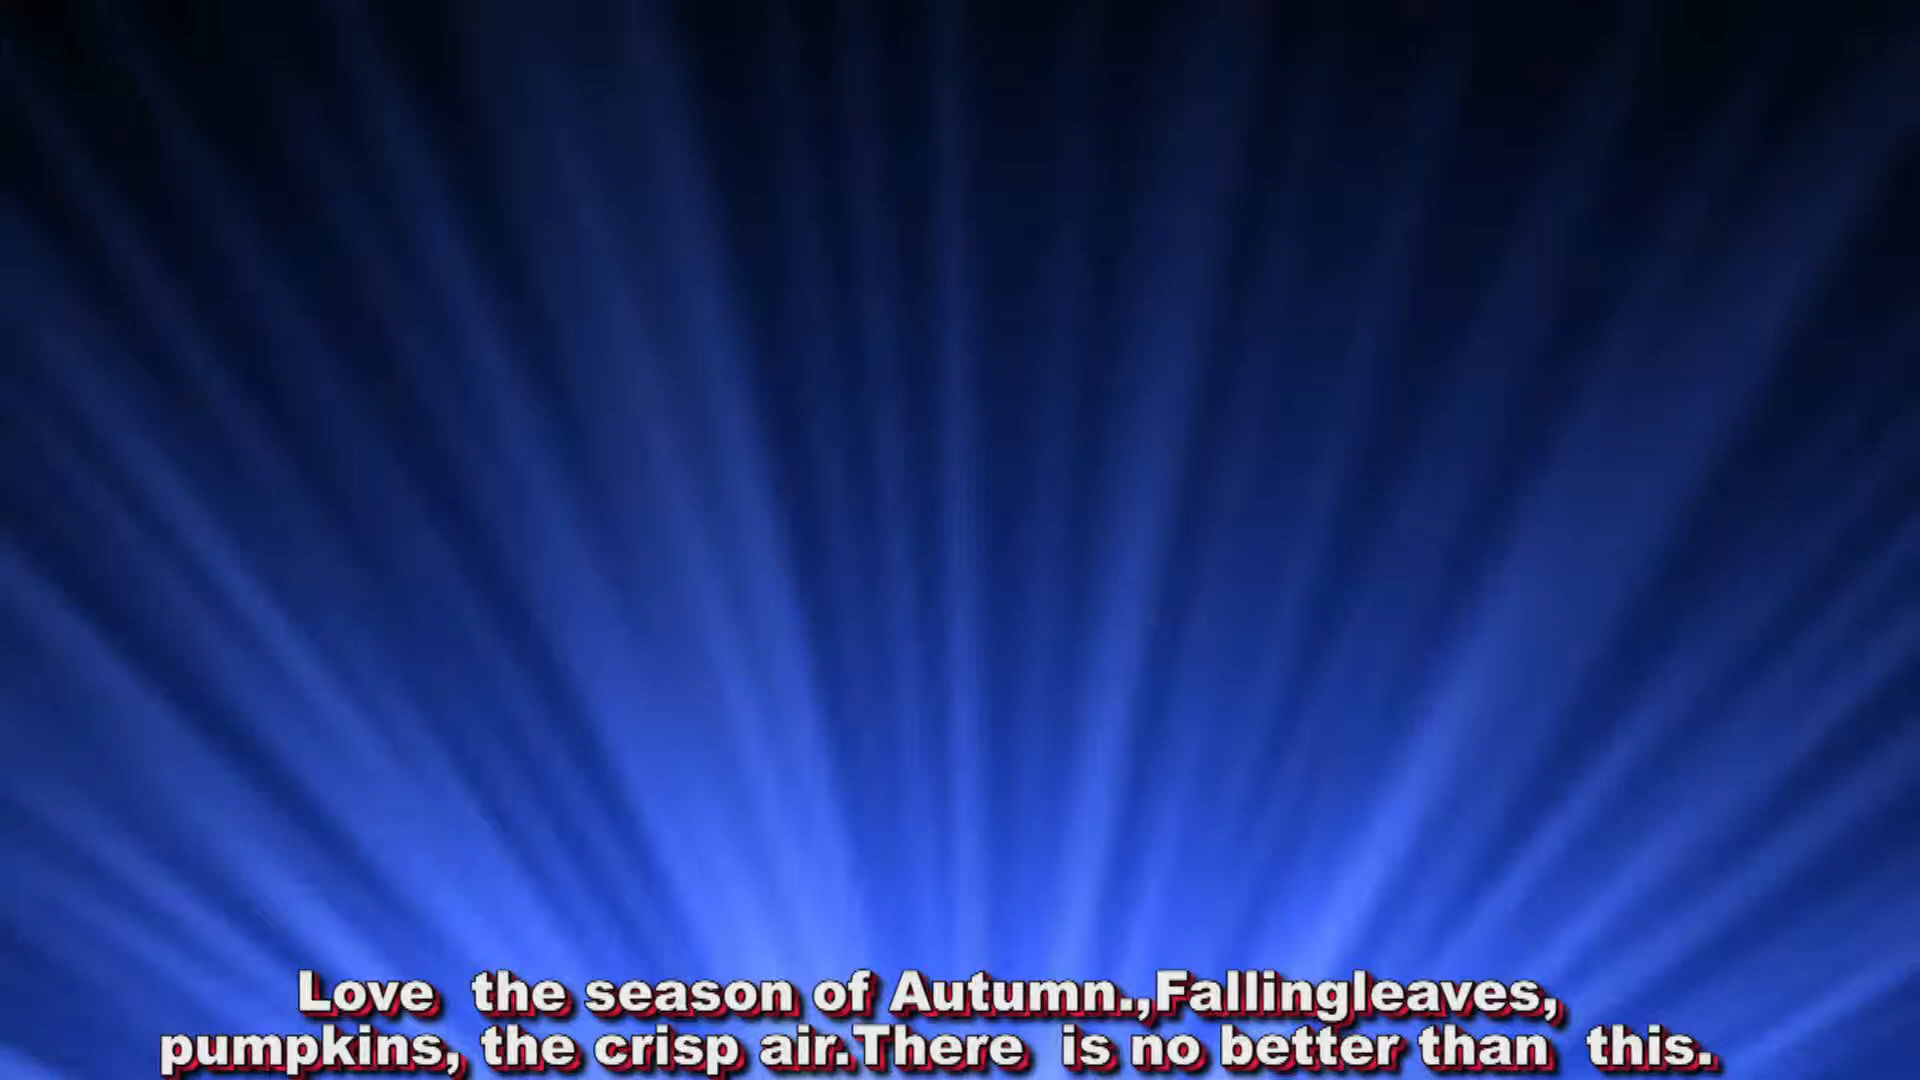 Love  the season of Autumn.,Fallingleaves,
pumpkins, the crisp air.There  is no better than  this.